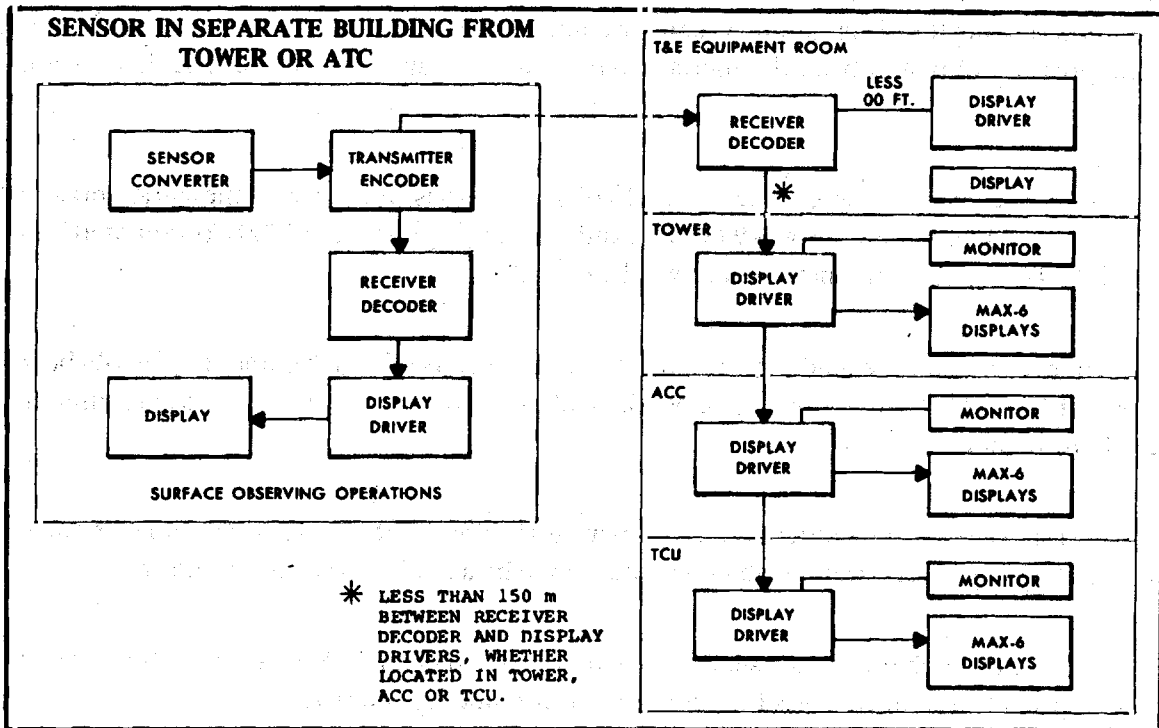 SENSOR IN SEPARATE BUILDING FROM
TOWER OR ATC
SENSOR
CONVERTER
TRANSMITTER
ENCODER
RECEIVER
DECODER
DISPLAY
DISPLAY
DRIVER
SURFACE OBSERVING OPERATIONS
T&E EQUIPMENT ROOM
RECEIVER
DECODER
LESS
00 FT.
DISPLAY
DRIVER
DISPLAY
*
TOWER
DISPLAY
DRIVER
MONITOR
MAX-6
DISPLAYS
ACC
DISPLAY
DRIVER
MONITOR
MAX-6
DISPLAYS
TCU
DISPLAY
DRIVER
MONITOR
MAX-6
DISPLAYS
* LESS THAN 150 m
BETWEEN RECEIVER
DECODER AND DISPLAY
DRIVERS, WHETHER
LOCATED IN TOWER,
ACC OR TCU.